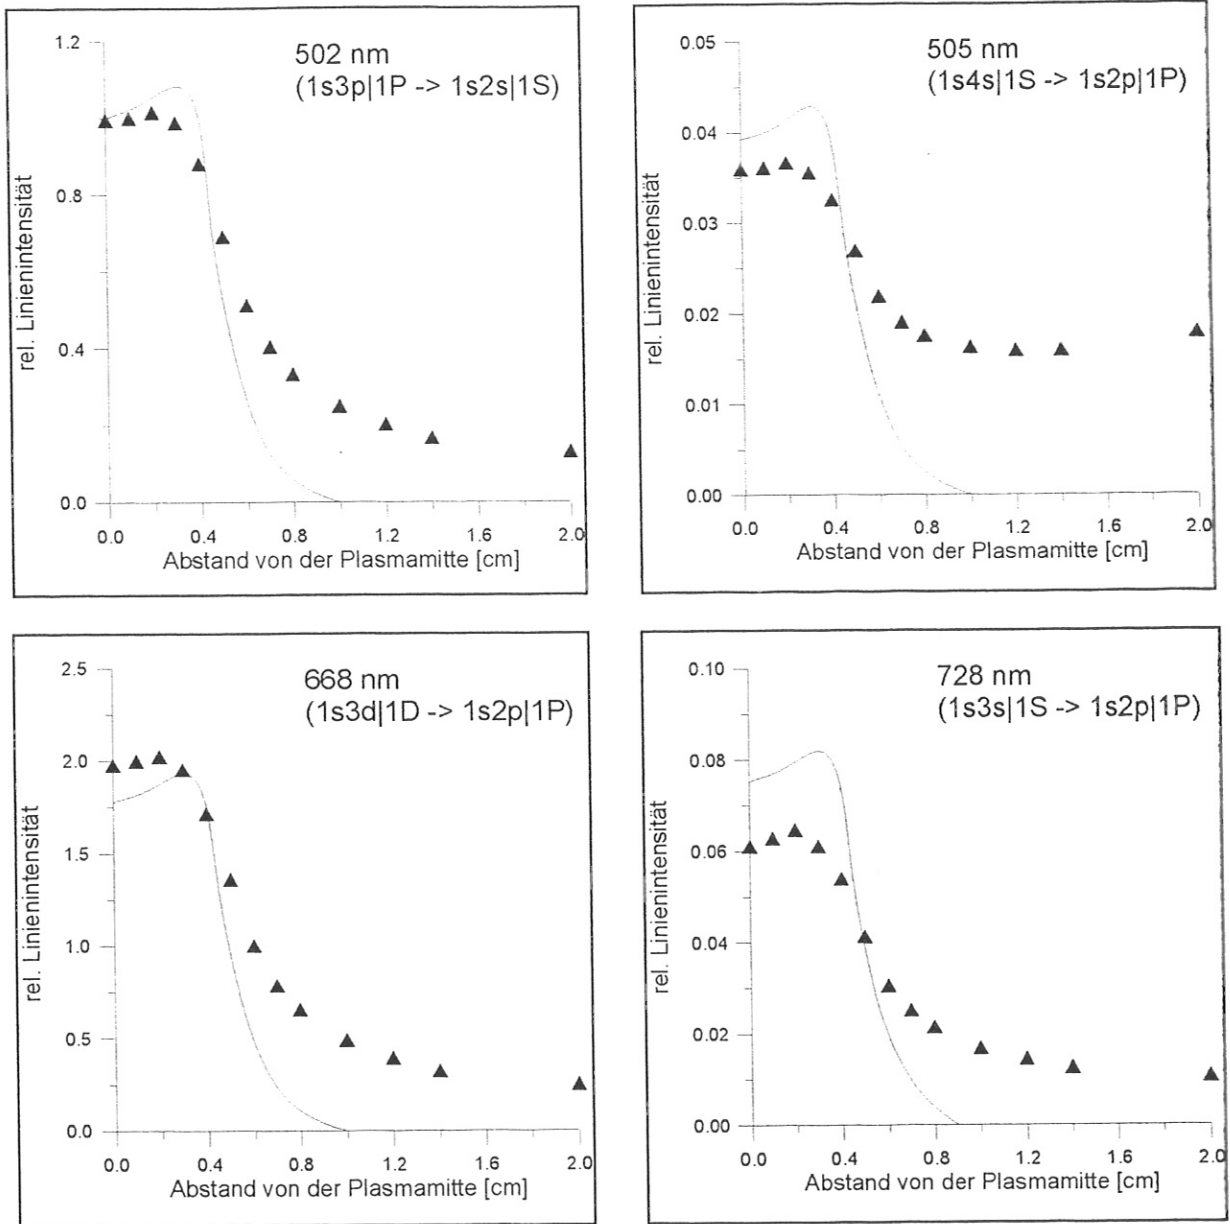 502 nm
(1s3p|1P -> 1s2s|1S)
rel. Linienintensität
1.2
0.8
0.4
0.0
0.0 0.4 0.8 1.2 1.6 2.0
Abstand von der Plasmamitte [cm]
505 nm
(1s4s|1S -> 1s2p|1P)
rel. Linienintensität
0.05
0.04
0.03
0.02
0.01
0.00
0.0 0.4 0.8 1.2 1.6 2.0
Abstand von der Plasmamitte [cm]
668 nm
(1s3d|1D -> 1s2p|1P)
rel. Linienintensität
2.5
2.0
1.5
1.0
0.5
0.0
0.0 0.4 0.8 1.2 1.6 2.0
Abstand von der Plasmamitte [cm]
728 nm
(1s3s|1S -> 1s2p|1P)
rel. Linienintensität
0.10
0.08
0.06
0.04
0.02
0.00
0.0 0.4 0.8 1.2 1.6 2.0
Abstand von der Plasmamitte [cm]